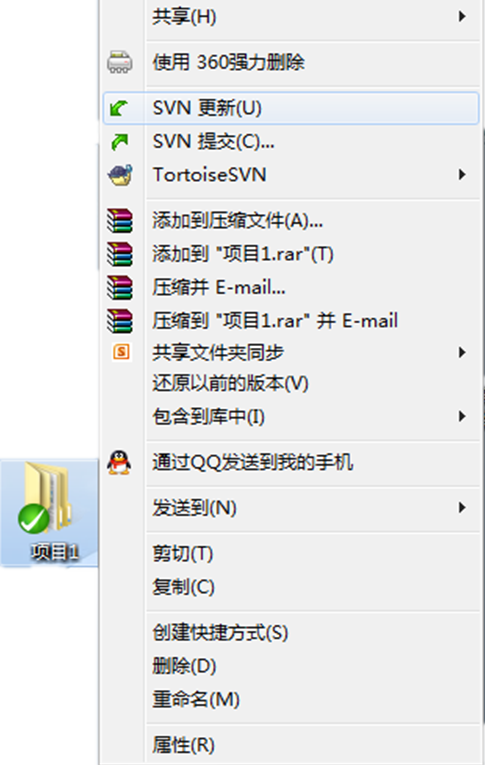 共享(H)
使用 360强力删除
SVN 更新(U)
SVN 提交(C)...
TortoiseSVN
添加到压缩文件(A)...
添加到 "项目1.rar"(T)
压缩并 E-mail...
压缩到 "项目1.rar" 并 E-mail
共享文件夹同步
还原以前的版本(V)
包含到库中(I)
通过QQ发送到我的手机
发送到(N)
项目1
剪切(T)
复制(C)
创建快捷方式(S)
删除(D)
重命名(M)
属性(R)